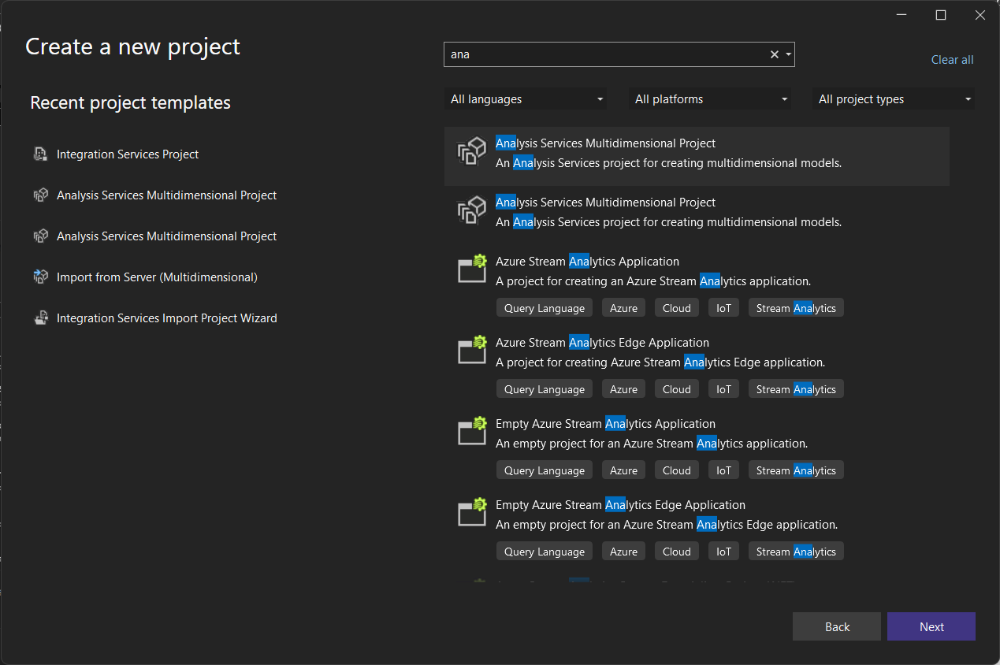 Create a new project
ana
Clear all
Recent project templates
All languages
All platforms
All project types
Integration Services Project
Analysis Services Multidimensional Project
Analysis Services Multidimensional Project
Import from Server (Multidimensional)
Integration Services Import Project Wizard
Analysis Services Multidimensional Project
An Analysis Services project for creating multidimensional models.
Analysis Services Multidimensional Project
An Analysis Services project for creating multidimensional models.
Azure Stream Analytics Application
A project for creating an Azure Stream Analytics application.
Query Language Azure Cloud IoT Stream Analytics
Azure Stream Analytics Edge Application
A project for creating Azure Stream Analytics Edge application.
Query Language Azure Cloud IoT Stream Analytics
Empty Azure Stream Analytics Application
An empty project for an Azure Stream Analytics application.
Query Language Azure Cloud IoT Stream Analytics
Empty Azure Stream Analytics Edge Application
An empty project for an Azure Stream Analytics Edge application.
Query Language Azure Cloud IoT Stream Analytics
Back
Next